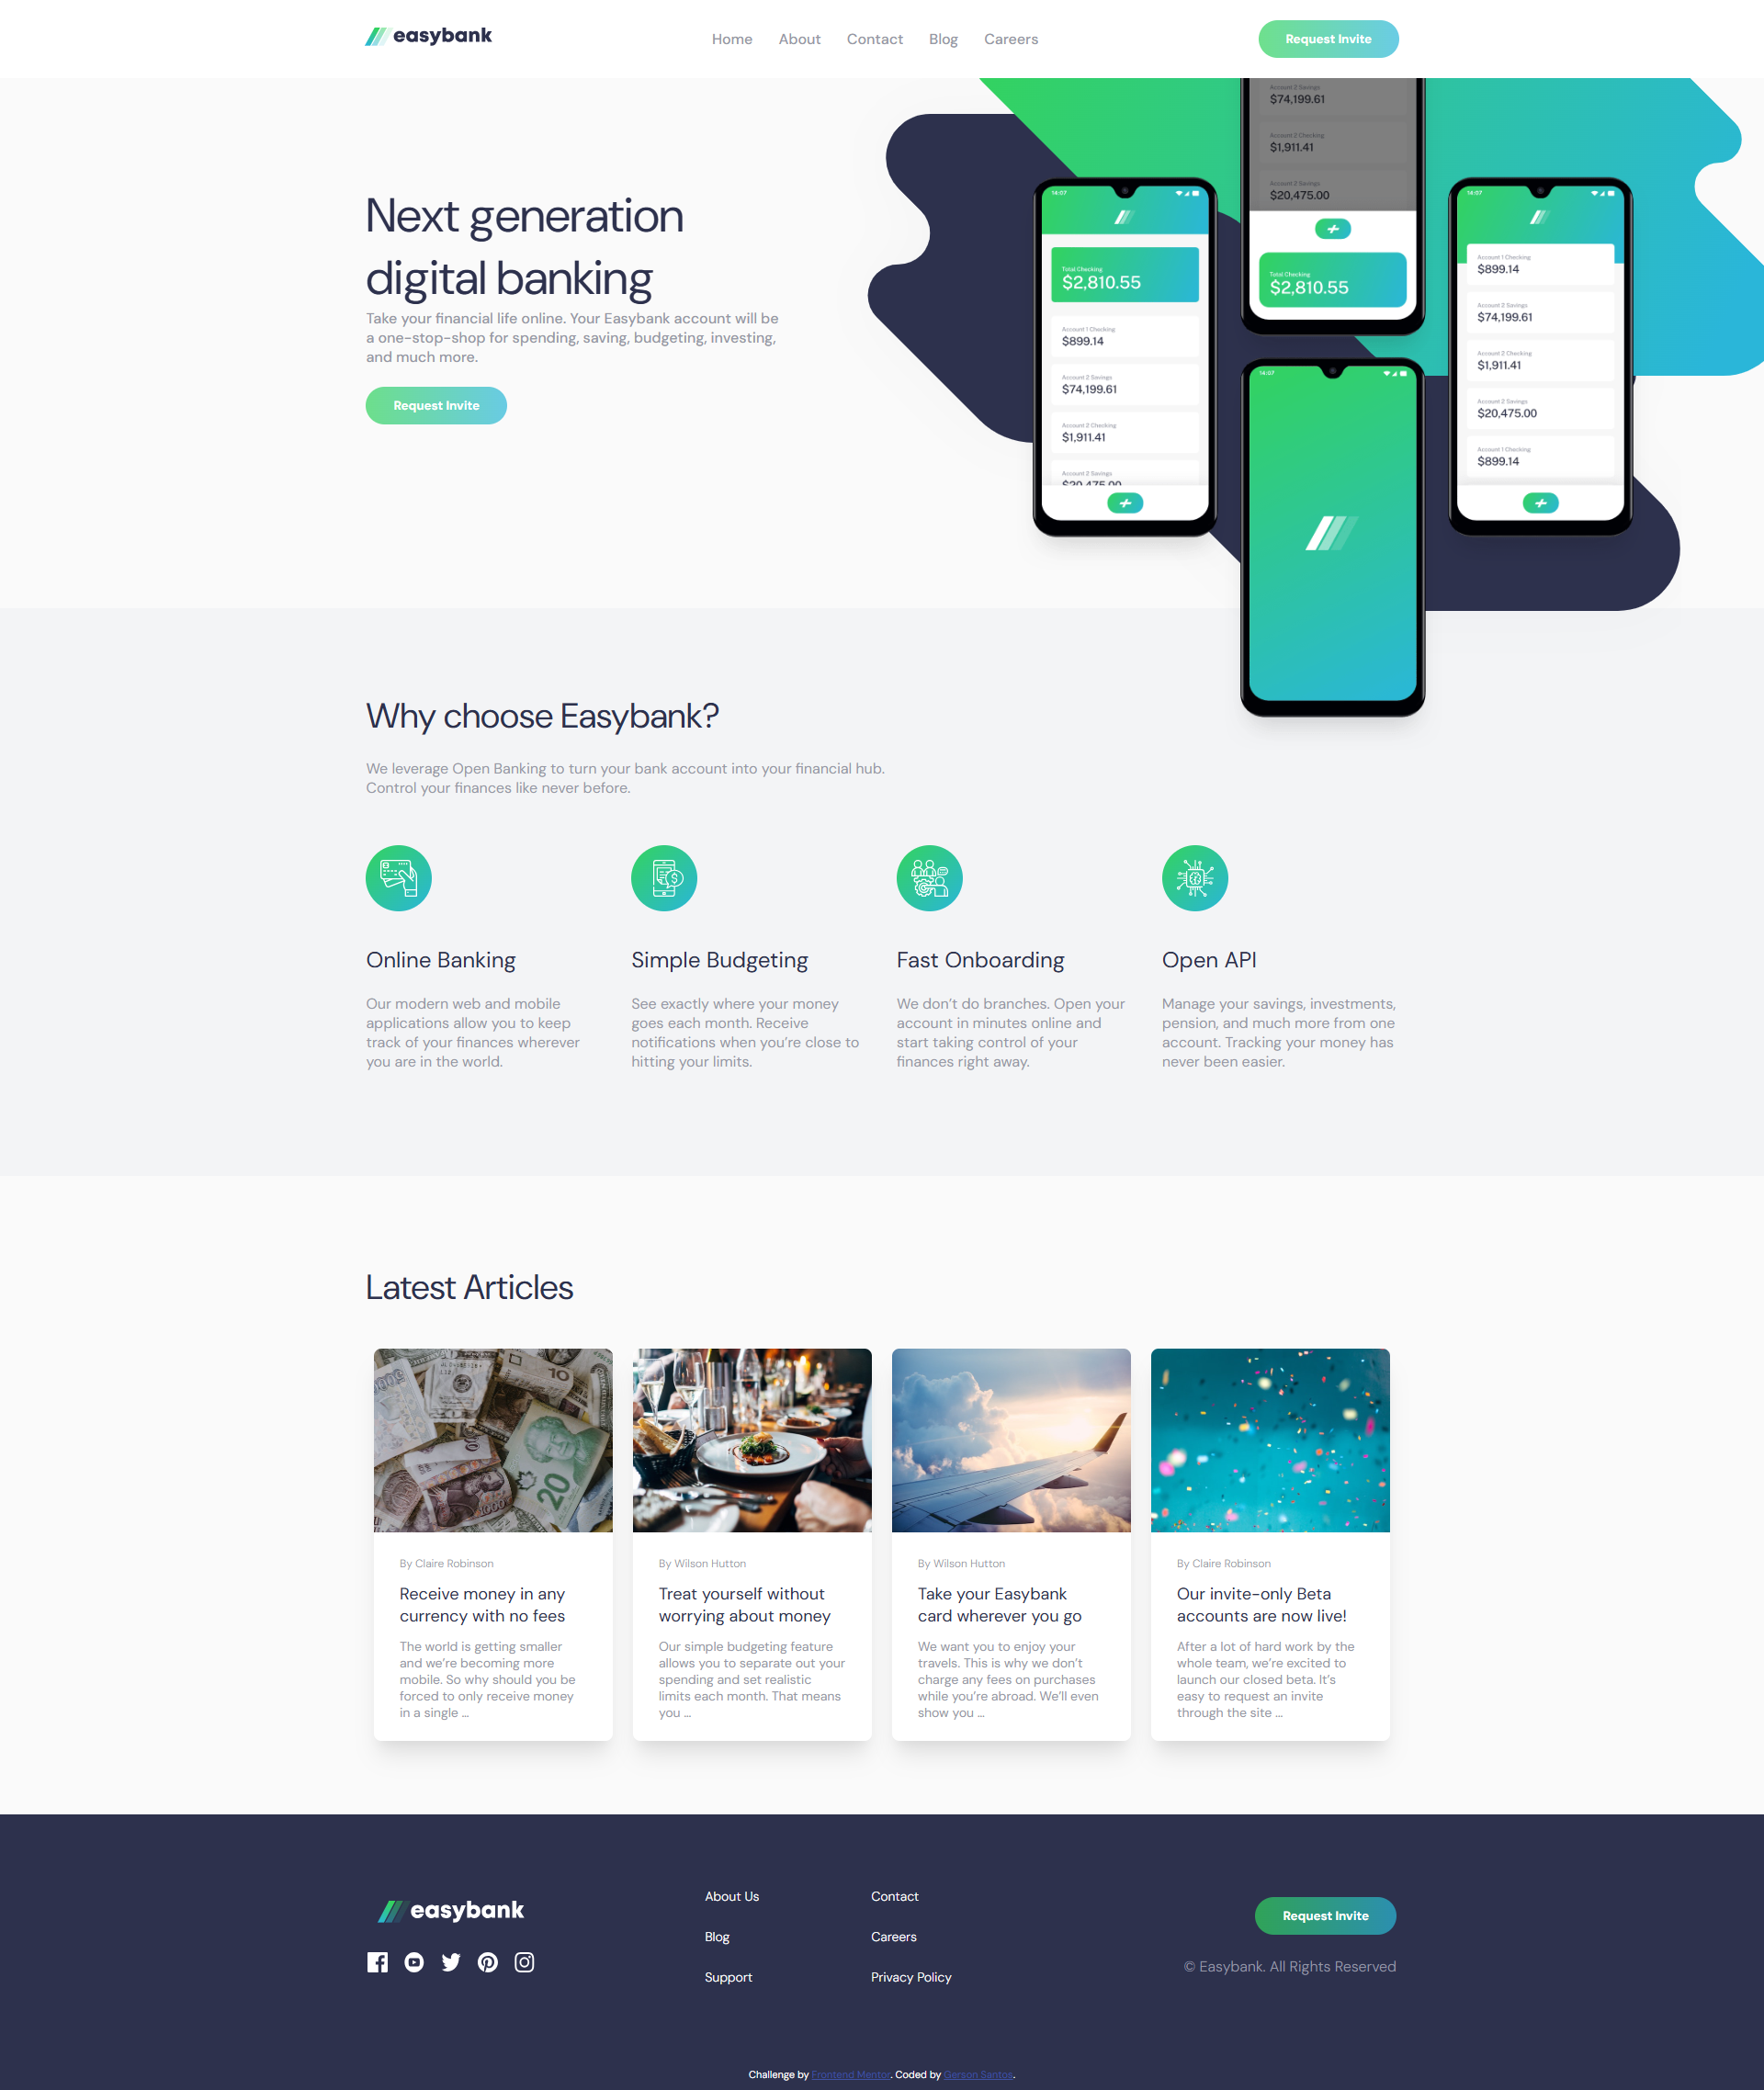 easybank
Home
About
Contact
Blog
Careers
Request Invite
Next generation
digital banking
Take your financial life online. Your Easybank account will be
a one-stop-shop for spending, saving, budgeting, investing,
and much more.
Request Invite
14:07
Total Checking
$2,810.55
Account 1 Checking
$899.14
Account 2 Savings
$74,199.61
Account 2 Checking
$1,911.41
Account 2 Savings
$20,475.00
Account 2 Savings
$74,199.61
Account 2 Checking
$1,911.41
Account 2 Savings
$20,475.00
Total Checking
$2,810.55
14:07
14:07
Account 1 Checking
$899.14
Account 2 Savings
$74,199.61
Account 2 Checking
$1,911.41
Account 2 Savings
$20,475.00
Account 1 Checking
$899.14
Why choose Easybank?
We leverage Open Banking to turn your bank account into your financial hub.
Control your finances like never before.
Online Banking
Our modern web and mobile
applications allow you to keep
track of your finances wherever
you are in the world.
Simple Budgeting
See exactly where your money
goes each month. Receive
notifications when you’re close to
hitting your limits.
Fast Onboarding
We don’t do branches. Open your
account in minutes online and
start taking control of your
finances right away.
Open API
Manage your savings, investments,
pension, and much more from one
account. Tracking your money has
never been easier.
Latest Articles
By Claire Robinson
Receive money in any
currency with no fees
The world is getting smaller
and we’re becoming more
mobile. So why should you be
forced to only receive money
in a single …
By Wilson Hutton
Treat yourself without
worrying about money
Our simple budgeting feature
allows you to separate out your
spending and set realistic
limits each month. That means
you …
By Wilson Hutton
Take your Easybank
card wherever you go
We want you to enjoy your
travels. This is why we don’t
charge any fees on purchases
while you’re abroad. We’ll even
show you …
By Claire Robinson
Our invite-only Beta
accounts are now live!
After a lot of hard work by the
whole team, we’re excited to
launch our closed beta. It’s
easy to request an invite
through the site …
easybank
About Us
Blog
Support
Contact
Careers
Privacy Policy
Request Invite
© Easybank. All Rights Reserved
Challenge by Frontend Mentor. Coded by Gerson Santos.